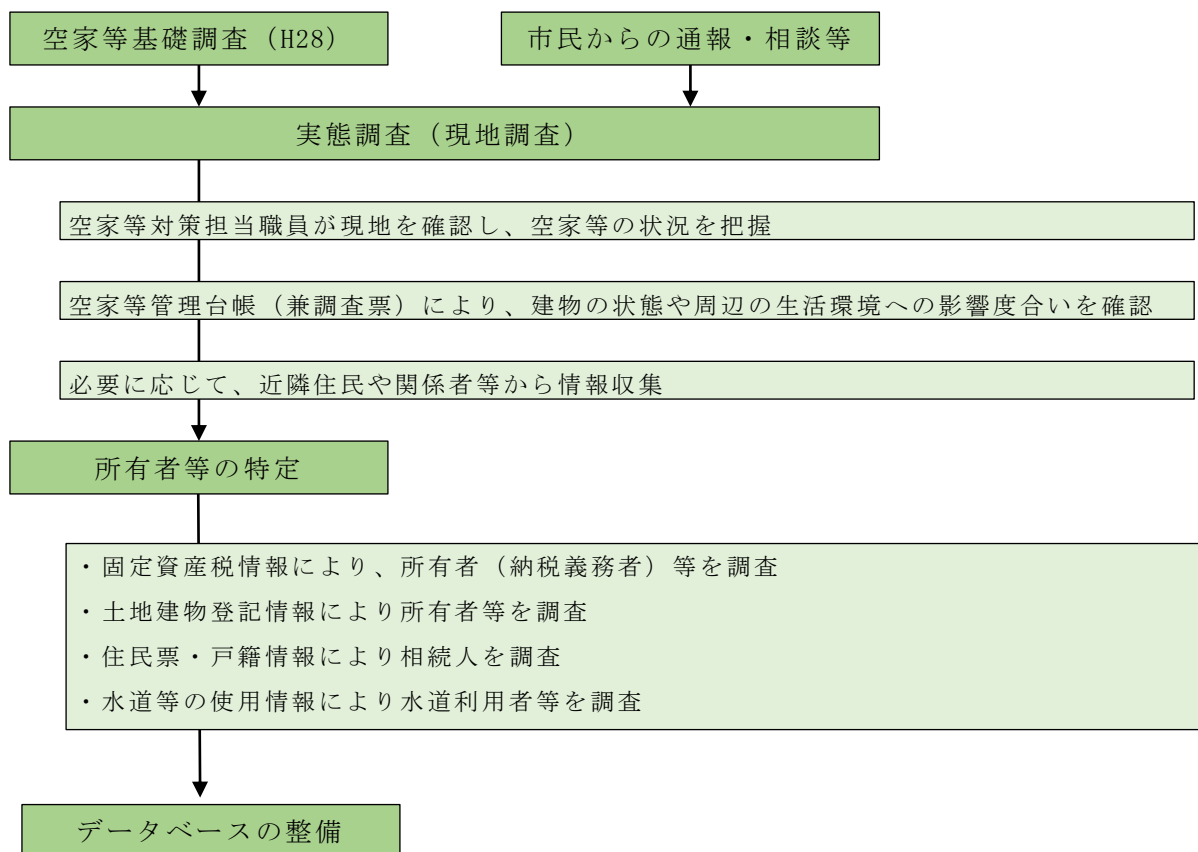 空家等基礎調査（H28）
市民からの通報・相談等
実態調査（現地調査）
空家等対策担当職員が現地を確認し、空家等の状況を把握
空家等管理台帳（兼調査票）により、建物の状態や周辺の生活環境への影響度合いを確認
必要に応じて、近隣住民や関係者等から情報収集
所有者等の特定
・固定資産税情報により、所有者（納税義務者）等を調査
・土地建物登記情報により所有者等を調査
・住民票・戸籍情報により相続人を調査
・水道等の使用情報により水道利用者等を調査
データベースの整備